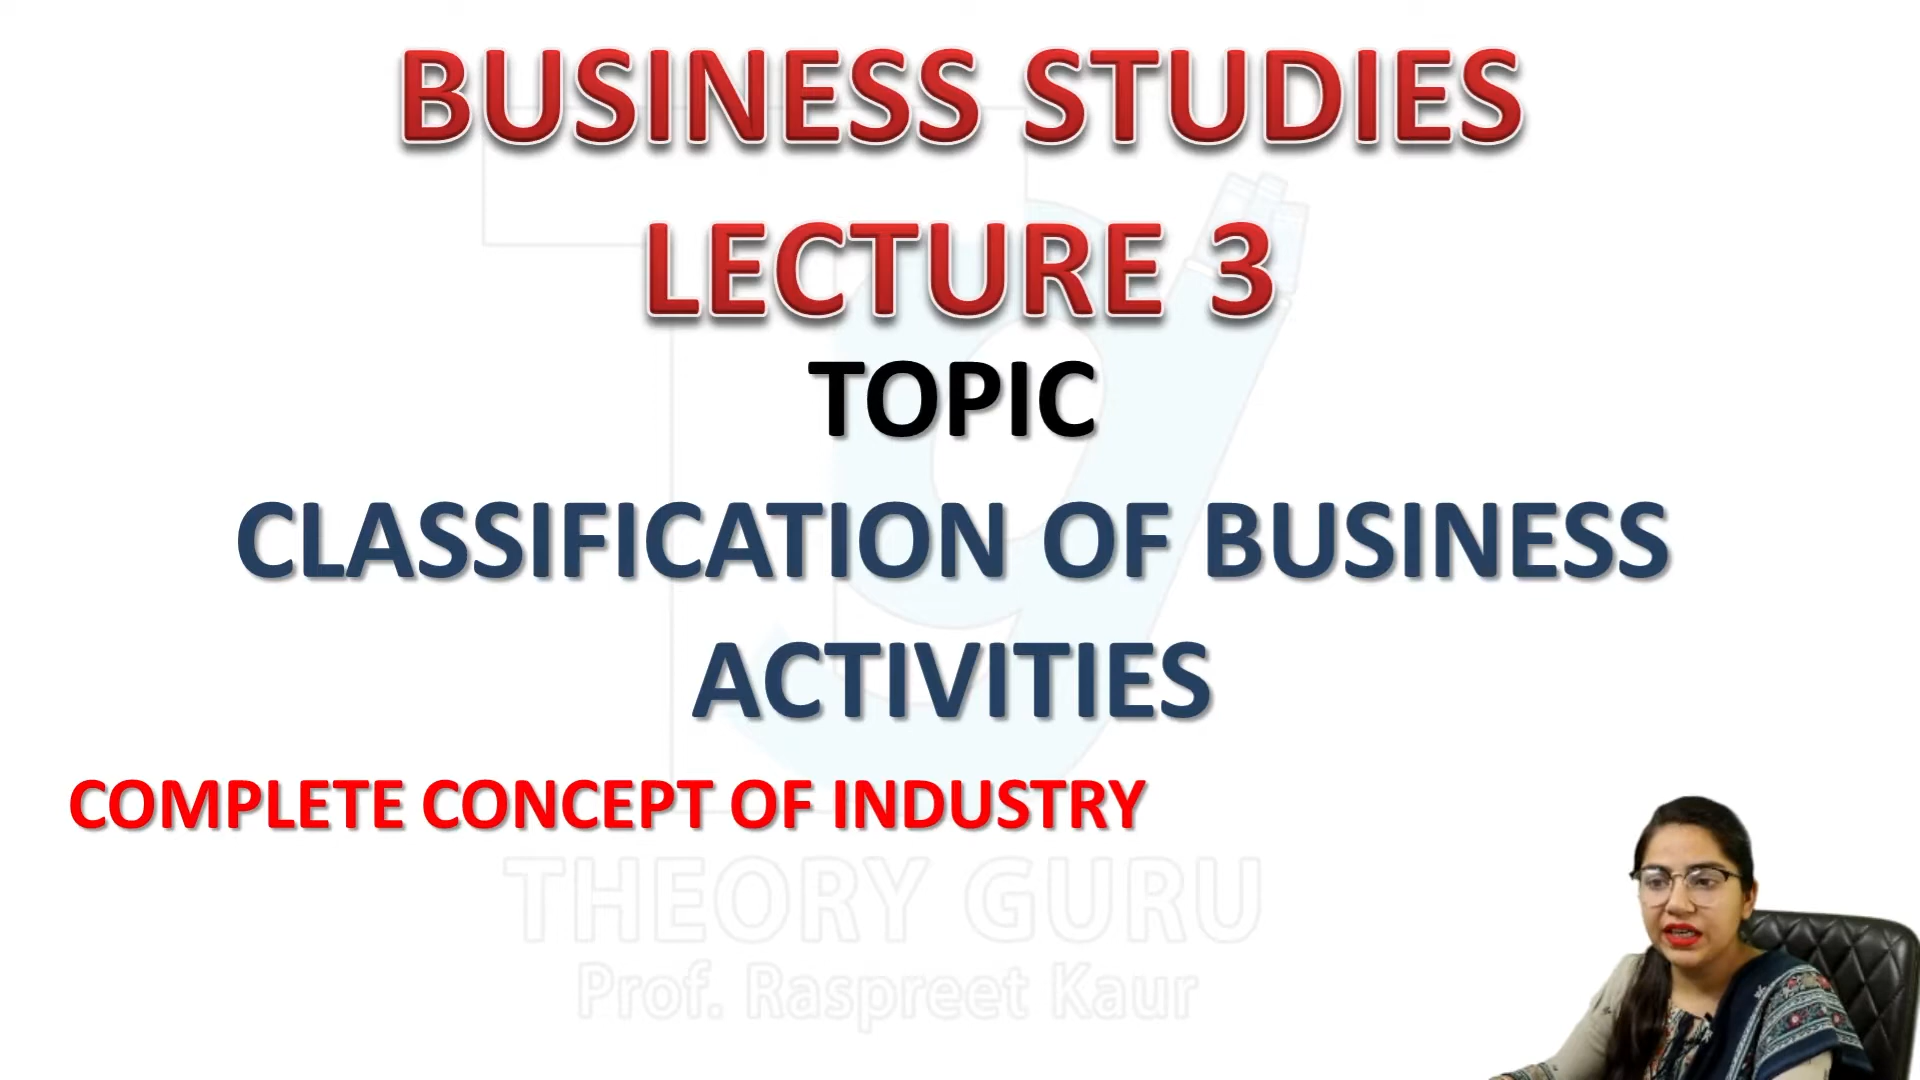 BUSINESS STUDIES
LECTURE 3
TOPIC
CLASSIFICATION OF BUSINESS
ACTIVITIES
COMPLETE CONCEPT OF INDUSTRY
THEORY GURU
Prof. Raspreet Kaur